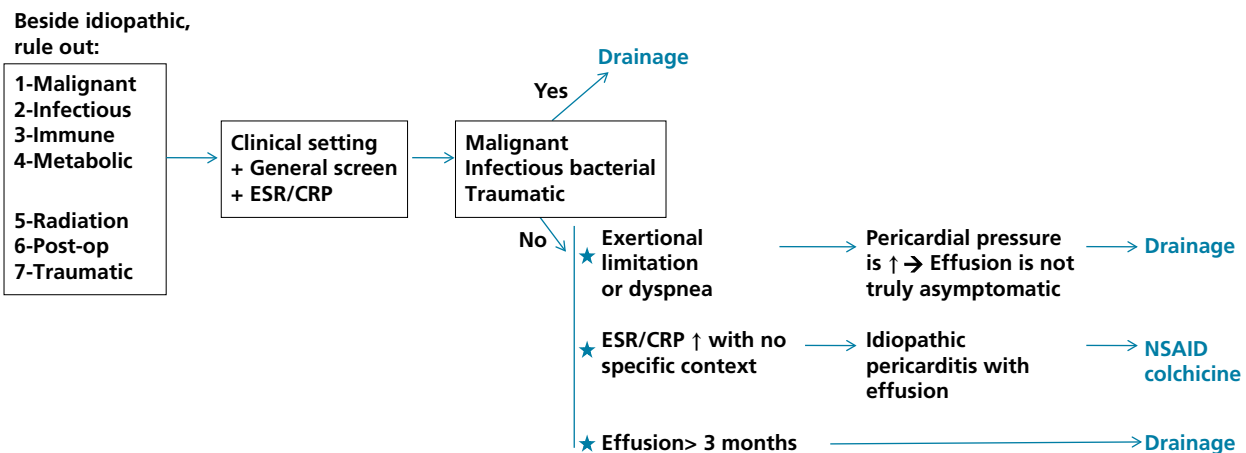 Beside idiopathic,
rule out:
1-Malignant
2-Infectious
3-Immune
4-Metabolic
5-Radiation
6-Post-op
7-Traumatic
Clinical setting
+ General screen
+ ESR/CRP
Malignant
Infectious bacterial
Traumatic
Yes
Drainage
No
★ Exertional
limitation
or dyspnea
Pericardial pressure
is ↑ → Effusion is not
truly asymptomatic
Drainage
★ ESR/CRP ↑ with no
specific context
Idiopathic
pericarditis with
effusion
NSAID
colchicine
★ Effusion> 3 months
Drainage